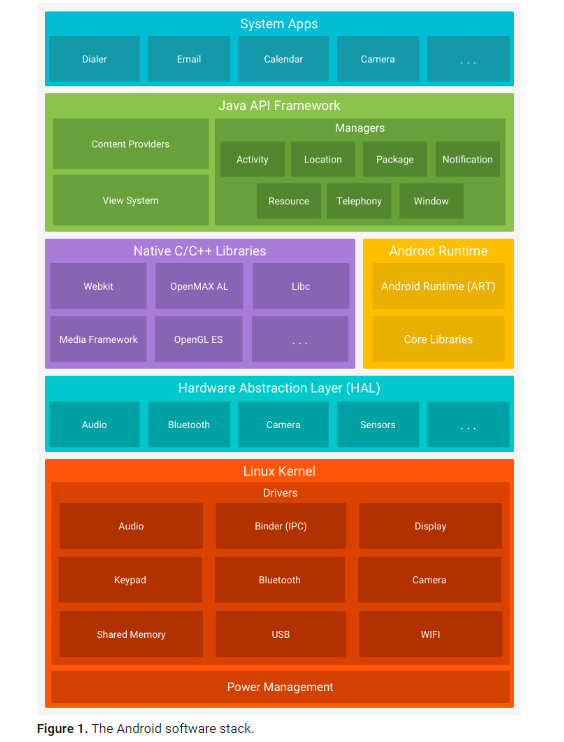 System Apps
Dialer Email Calendar Camera . . .
Java API Framework
Content Providers
View System
Managers
Activity Location Package Notification
Resource Telephony Window
Native C/C++ Libraries
Webkit OpenMAX AL Libc
Media Framework OpenGL ES . . .
Android Runtime
Android Runtime (ART)
Core Libraries
Hardware Abstraction Layer (HAL)
Audio Bluetooth Camera Sensors . . .
Linux Kernel
Drivers
Audio Binder (IPC) Display
Keypad Bluetooth Camera
Shared Memory USB WIFI
Power Management
Figure 1. The Android software stack.